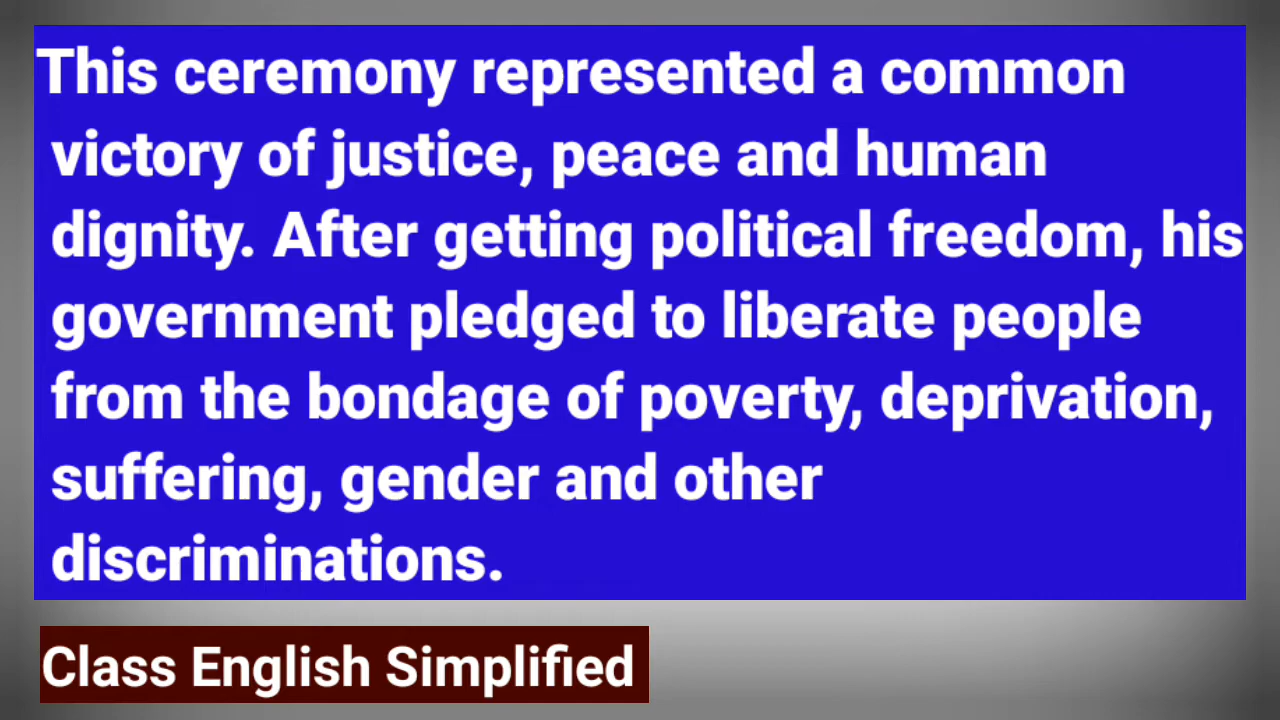 This ceremony represented a common
victory of justice, peace and human
dignity. After getting political freedom, his
government pledged to liberate people
from the bondage of poverty, deprivation,
suffering, gender and other
discriminations.
Class English Simplified